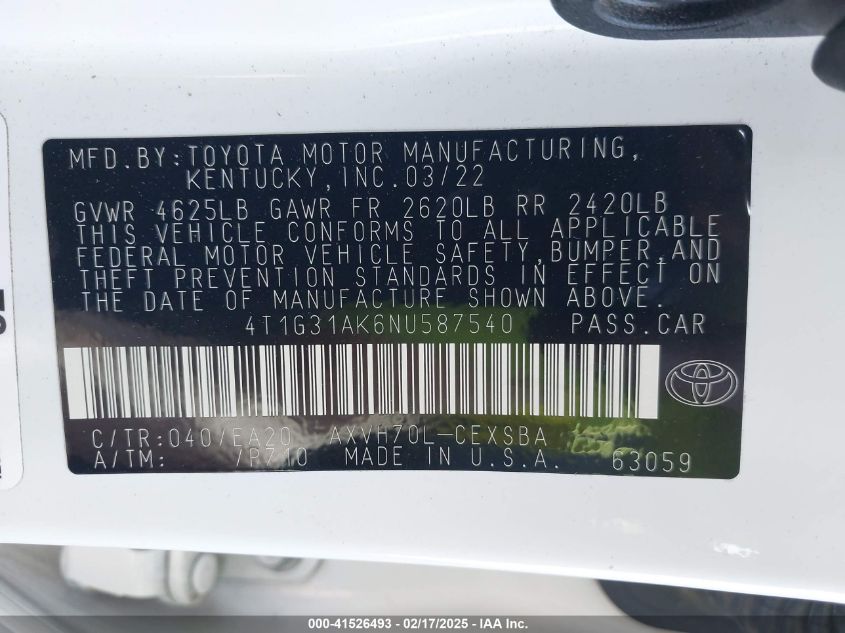 MFD.BY:TOYOTA MOTOR MANUFACTURING,
KENTUCKY,INC.03/22
GVWR 4625LB GAWR FR 2620LB RR 2420LB
THIS VEHICLE CONFORMS TO ALL APPLICABLE
FEDERAL MOTOR VEHICLE SAFETY,BUMPER,AND
THEFT PREVENTION STANDARDS IN EFFECT ON
THE DATE OF MANUFACTURE SHOWN ABOVE.
4T1G31AK6NU587540 PASS.CAR
C/TR:040/EA20 AXVH70L-CEXSBA
A/TM: /P710 MADE IN U.S.A. 63059
000-41526493 - 02/17/2025 - IAA Inc.